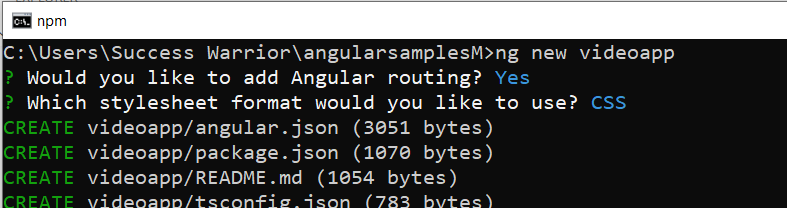 npm
C:\Users\Success Warrior\angularsamplesM>ng new videoapp
? Would you like to add Angular routing? Yes
? Which stylesheet format would you like to use? CSS
CREATE videoapp/angular.json (3051 bytes)
CREATE videoapp/package.json (1070 bytes)
CREATE videoapp/README.md (1054 bytes)
CREATE videoapp/tsconfig.json (783 bytes)